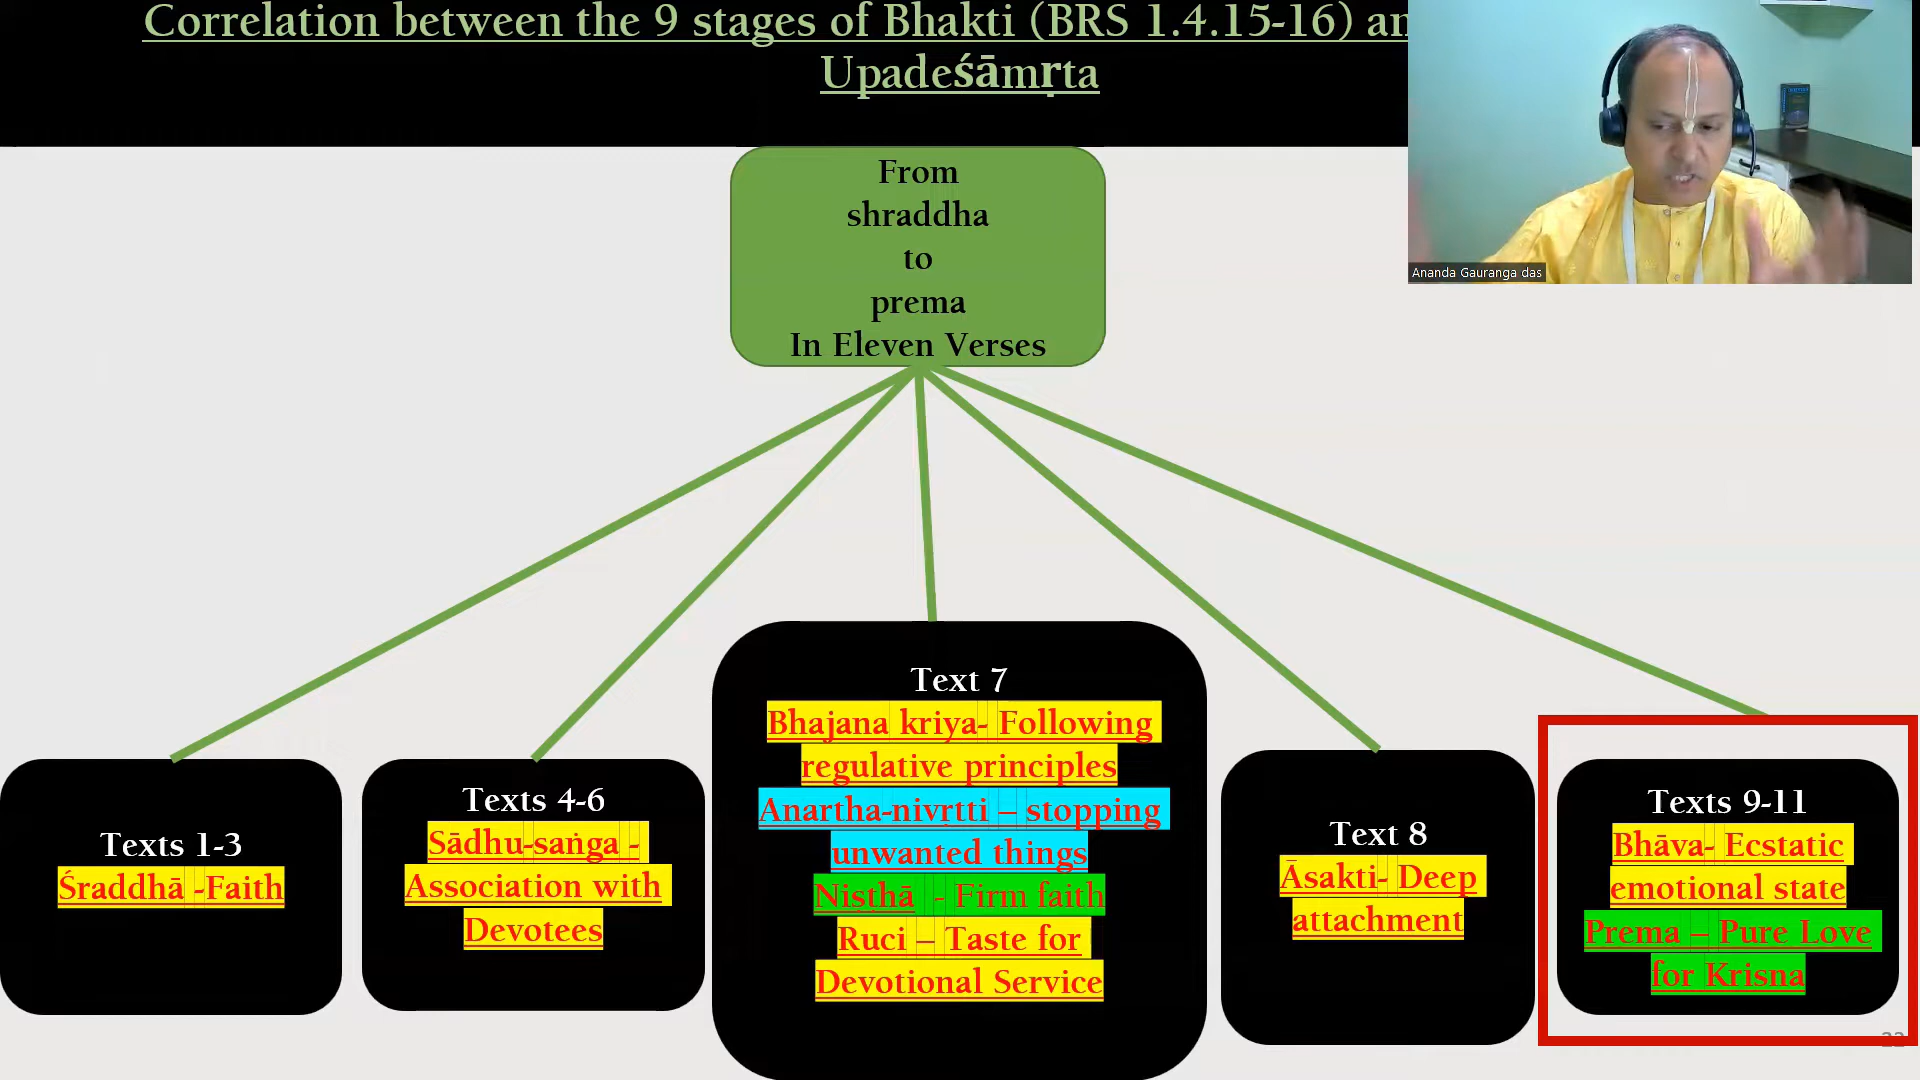 Correlation between the 9 stages of Bhakti (BRS 1.4.15-16) an
Upadeśāmṛta
Ananda Gauranga das
From
shraddha
to
prema
In Eleven Verses
Texts 1-3
Śraddhā -Faith
Texts 4-6
Sādhu-saṅga -
Association with
Devotees
Text 7
Bhajana kriya- Following
regulative principles
Anartha-nivṛtti – stopping
unwanted things
Niṣṭhā - Firm faith
Ruci – Taste for
Devotional Service
Text 8
Āsakti- Deep
attachment
Texts 9-11
Bhāva- Ecstatic
emotional state
Prema – Pure Love
for Krisna